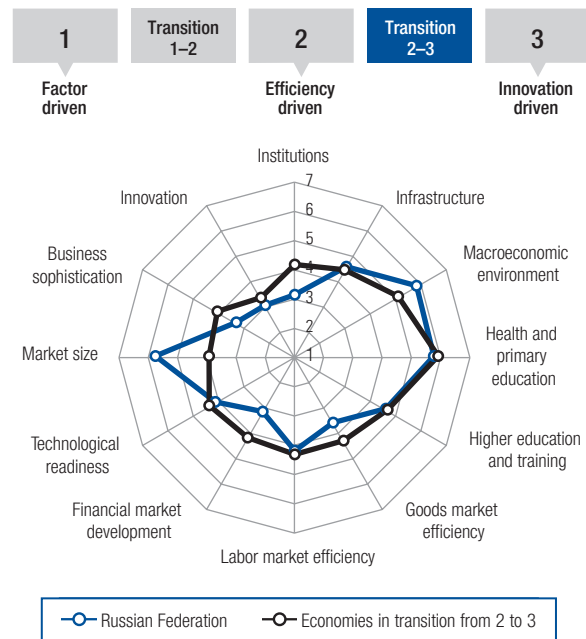 1
Transition
1–2
2
Transition
2–3
3
Factor
driven
Efficiency
driven
Innovation
driven
Institutions
7
6
5
4
3
2
1
Infrastructure
Macroeconomic
environment
Health and
primary
education
Higher education
and training
Goods market
efficiency
Labor market efficiency
Financial market
development
Technological
readiness
Market size
Business
sophistication
Innovation
Russian Federation
Economies in transition from 2 to 3